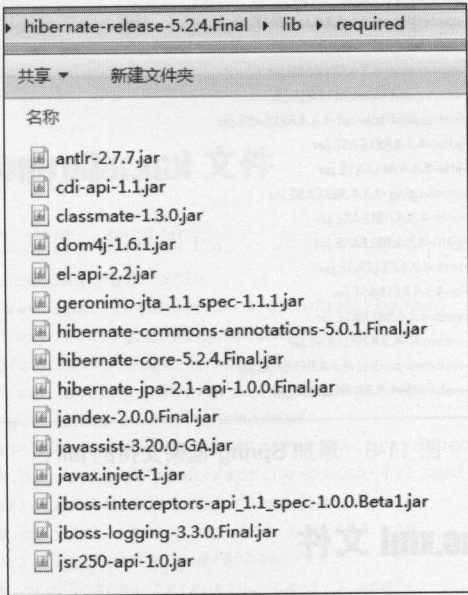 hibernate-release-5.2.4.Final ▸ lib ▸ required
共享 ▼ 新建文件夹
名称
antlr-2.7.7.jar
cdi-api-1.1.jar
classmate-1.3.0.jar
dom4j-1.6.1.jar
el-api-2.2.jar
geronimo-jta_1.1_spec-1.1.1.jar
hibernate-commons-annotations-5.0.1.Final.jar
hibernate-core-5.2.4.Final.jar
hibernate-jpa-2.1-api-1.0.0.Final.jar
jandex-2.0.0.Final.jar
javassist-3.20.0-GA.jar
javax.inject-1.jar
jboss-interceptors-api_1.1_spec-1.0.0.Beta1.jar
jboss-logging-3.3.0.Final.jar
jsr250-api-1.0.jar